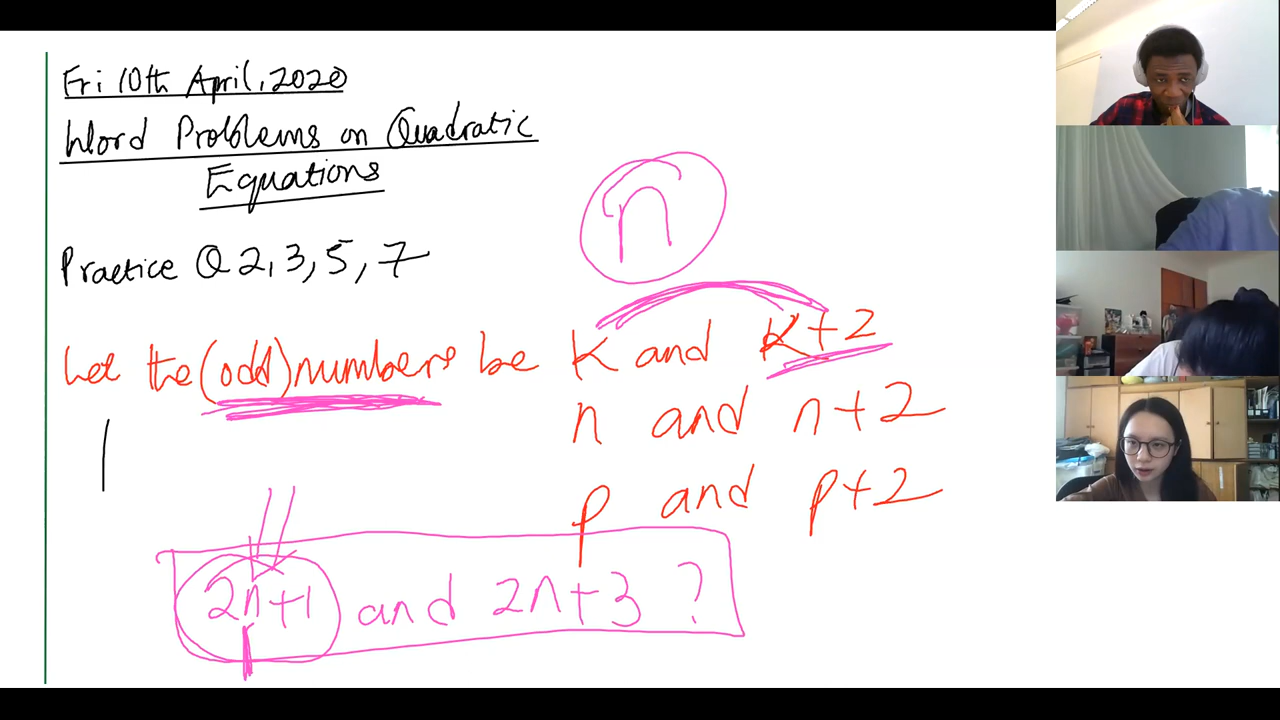 Fri 10th April, 2020
Word Problems on Quadratic
Equations
n
Practice Q 2, 3, 5, 7
Let the (odd) numbers be K and K+2
n and n+2
p and p+2
2n+1 and 2n+3 ?